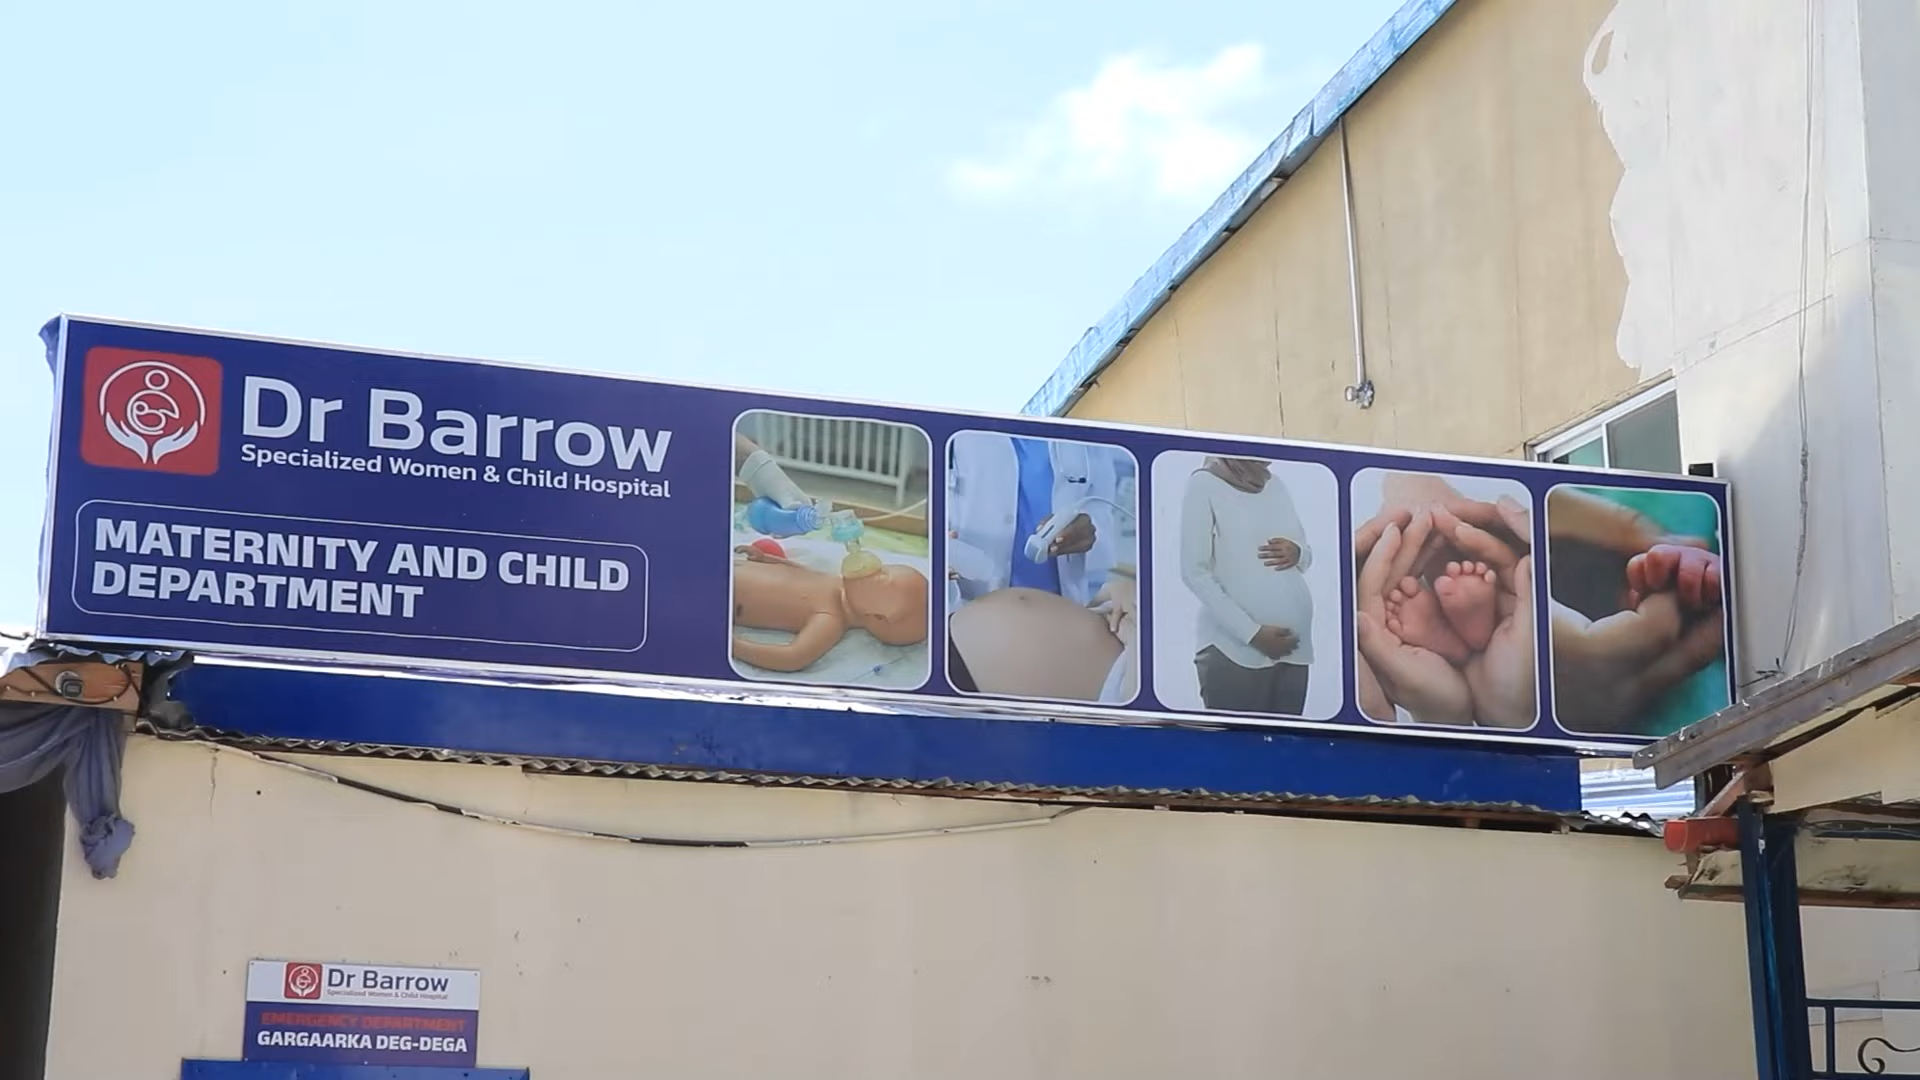 Dr Barrow
Specialized Women & Child Hospital
MATERNITY AND CHILD
DEPARTMENT
Dr Barrow
Specialized Women & Child Hospital
EMERGENCY DEPARTMENT
GARGAARKA DEG-DEGA